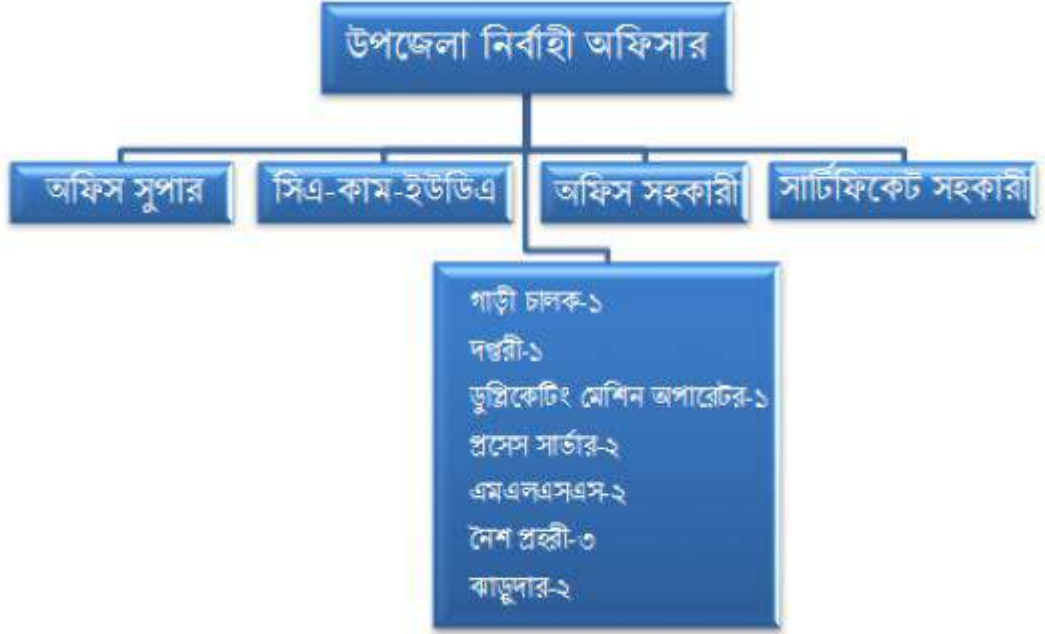 উপজেলা নির্বাহী অফিসার
অফিস সুপার
সিএ-কাম-ইউডিএ
অফিস সহকারী
সার্টিফিকেট সহকারী
গাড়ী চালক-১
দপ্তরী-১
ডুপ্লিকেটিং মেশিন অপারেটর-১
প্রসেস সার্ভার-২
এমএলএসএস-২
নৈশ প্রহরী-৩
ঝাড়ুদার-২